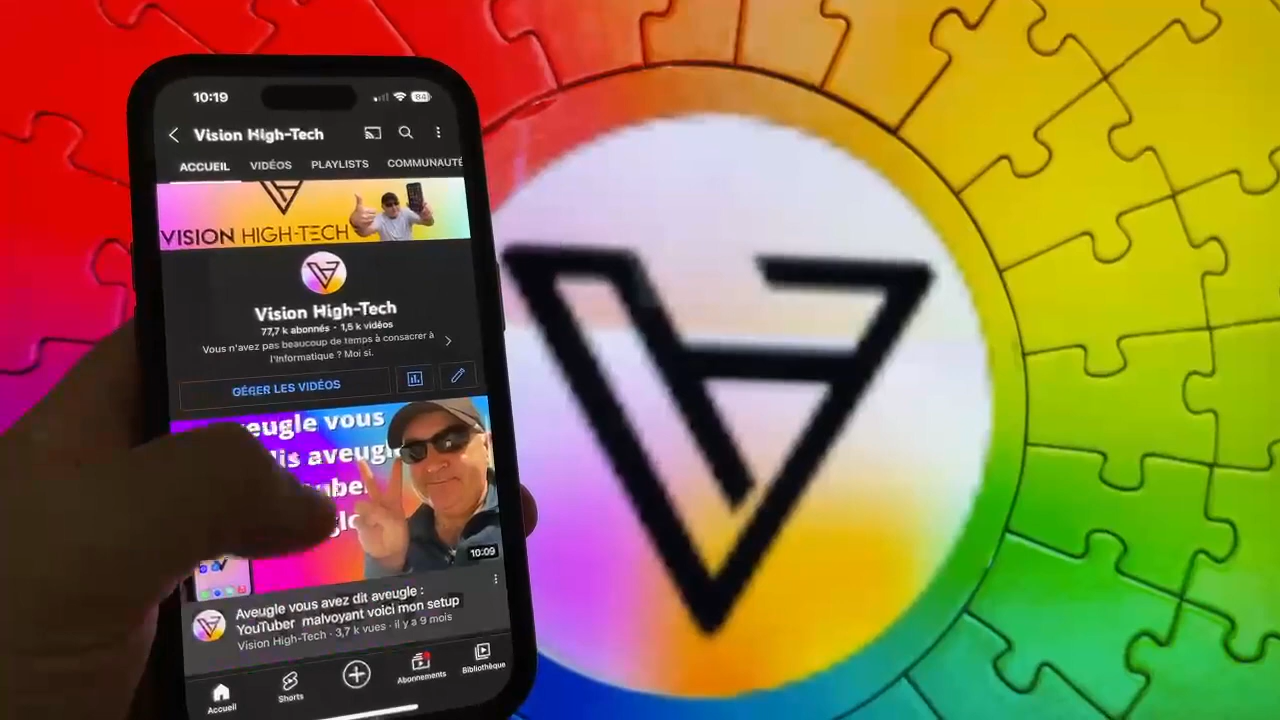 10:19
84
Vision High-Tech
ACCUEIL VIDÉOS PLAYLISTS COMMUNAUTÉ
VISION HIGH-TECH
Vision High-Tech
77,7 k abonnés · 1,5 k vidéos
Vous n'avez pas beaucoup de temps à consacrer à
l'Informatique ? Moi si.
GÉRER LES VIDÉOS
vous
aveugle
10:09
Aveugle vous avez dit aveugle :
YouTuber malvoyant voici mon setup
Vision High-Tech · 3,7 k vues · il y a 9 mois
Accueil Shorts Abonnements Bibliothèque